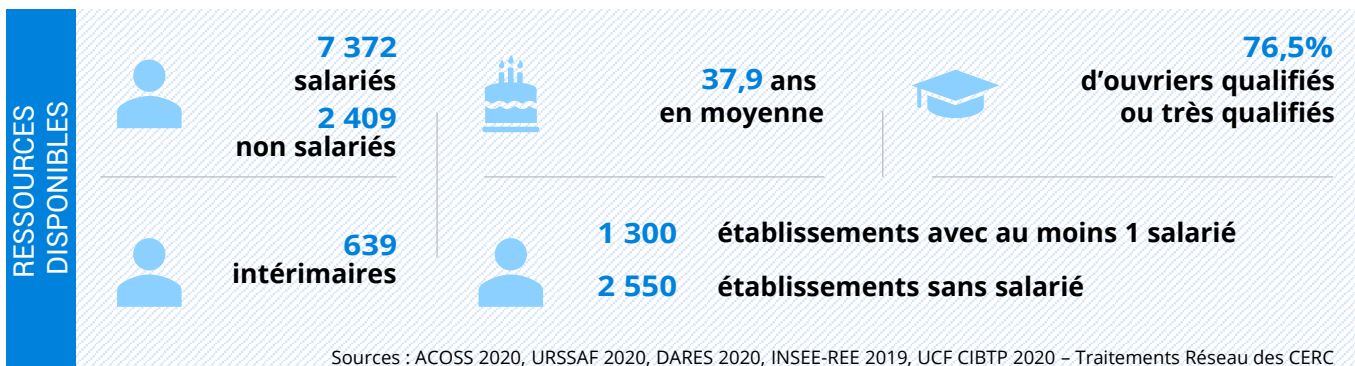 RESSOURCES
DISPONIBLES
7 372
salariés
2 409
non salariés
37,9 ans
en moyenne
76,5%
d'ouvriers qualifiés
ou très qualifiés
639
intérimaires
1 300 établissements avec au moins 1 salarié
2 550 établissements sans salarié
Sources : ACOSS 2020, URSSAF 2020, DARES 2020, INSEE-REE 2019, UCF CIBTP 2020 – Traitements Réseau des CERC